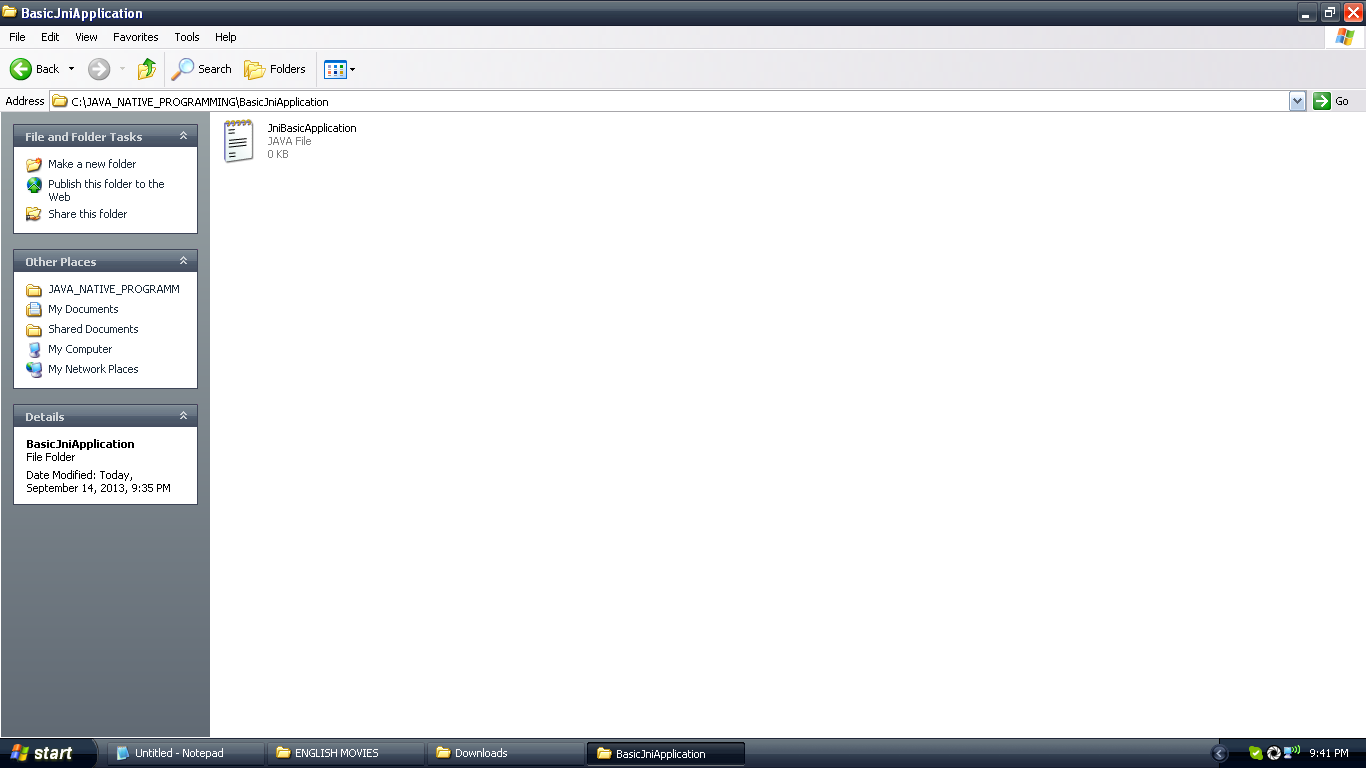 BasicJniApplication
File Edit View Favorites Tools Help
Back Search Folders
Address C:\JAVA_NATIVE_PROGRAMMING\BasicJniApplication Go
File and Folder Tasks
Make a new folder
Publish this folder to the
Web
Share this folder
Other Places
JAVA_NATIVE_PROGRAMM
My Documents
Shared Documents
My Computer
My Network Places
Details
BasicJniApplication
File Folder
Date Modified: Today,
September 14, 2013, 9:35 PM
JniBasicApplication
JAVA File
0 KB
start Untitled - Notepad ENGLISH MOVIES Downloads BasicJniApplication 9:41 PM